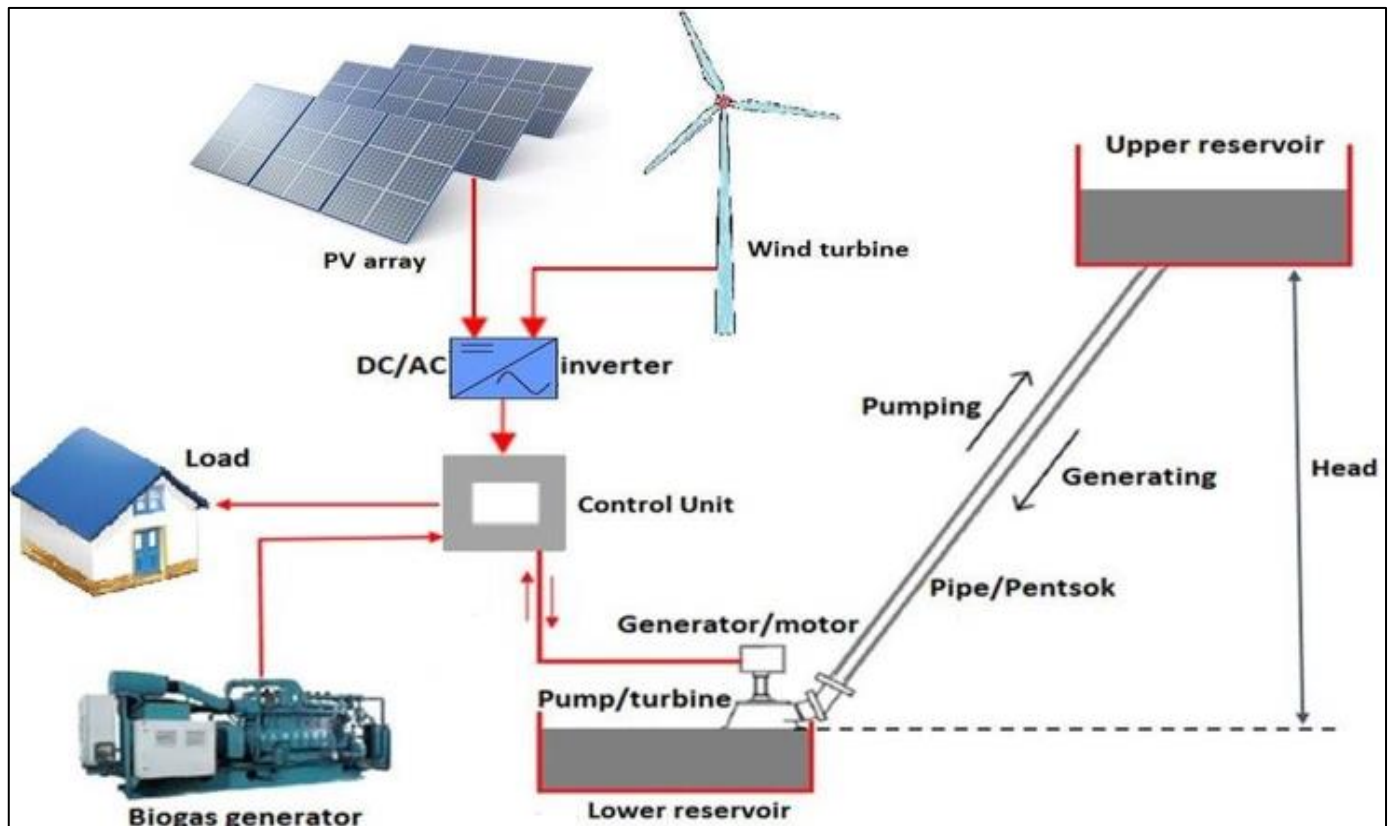 Upper reservoir
PV array
Wind turbine
DC/AC
inverter
Pumping
Load
Generating
Head
Control Unit
Pipe/Pentsok
Generator/motor
Pump/turbine
Biogas generator
Lower reservoir